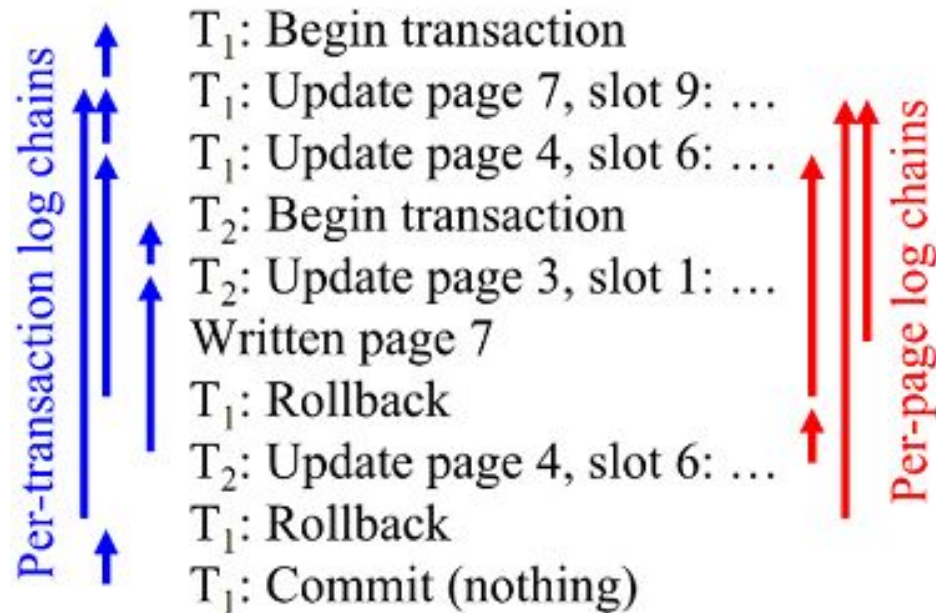 Per-transaction log chains
T₁: Begin transaction
T₁: Update page 7, slot 9: …
T₁: Update page 4, slot 6: …
T₂: Begin transaction
T₂: Update page 3, slot 1: …
Written page 7
T₁: Rollback
T₂: Update page 4, slot 6: …
T₁: Rollback
T₁: Commit (nothing)
Per-page log chains